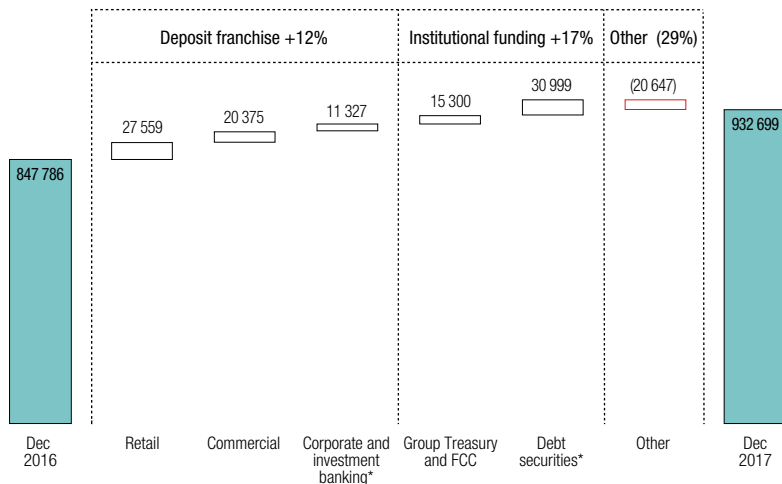 Deposit franchise +12%
Institutional funding +17%
Other (29%)
27 559
20 375
11 327
15 300
30 999
(20 647)
847 786
932 699
Dec
2016
Retail
Commercial
Corporate and
investment
banking*
Group Treasury
and FCC
Debt
securities*
Other
Dec
2017